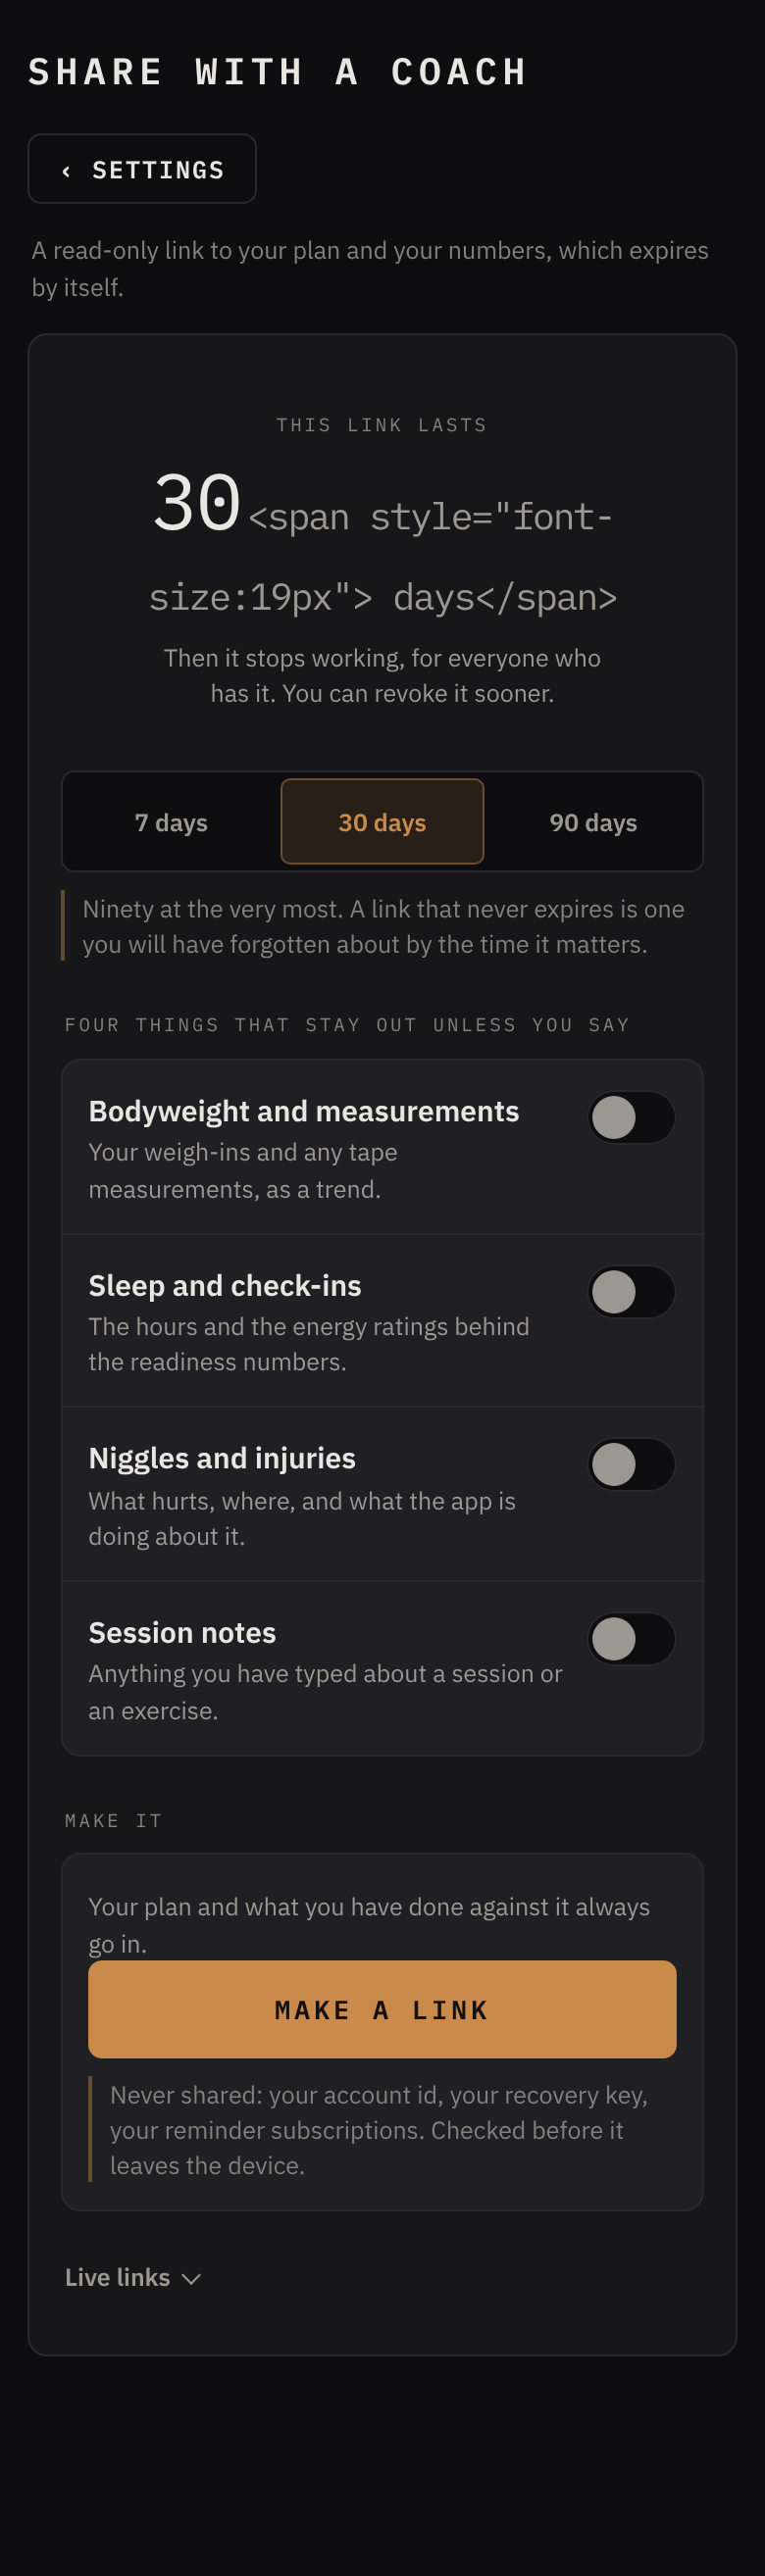 SHARE WITH A COACH
‹ SETTINGS
A read-only link to your plan and your numbers, which expires
by itself.
THIS LINK LASTS
30<span style="font-
size:19px"> days</span>
Then it stops working, for everyone who
has it. You can revoke it sooner.
7 days
30 days
90 days
Ninety at the very most. A link that never expires is one
you will have forgotten about by the time it matters.
FOUR THINGS THAT STAY OUT UNLESS YOU SAY
Bodyweight and measurements
Your weigh-ins and any tape
measurements, as a trend.
Sleep and check-ins
The hours and the energy ratings behind
the readiness numbers.
Niggles and injuries
What hurts, where, and what the app is
doing about it.
Session notes
Anything you have typed about a session or
an exercise.
MAKE IT
Your plan and what you have done against it always
go in.
MAKE A LINK
Never shared: your account id, your recovery key,
your reminder subscriptions. Checked before it
leaves the device.
Live links